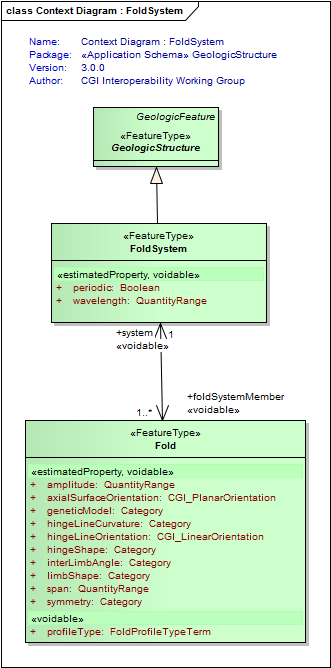 class Context Diagram : FoldSystem
Name: Context Diagram : FoldSystem
Package: «Application Schema» GeologicStructure
Version: 3.0.0
Author: CGI Interoperability Working Group
GeologicFeature
«FeatureType»
GeologicStructure
«FeatureType»
FoldSystem
«estimatedProperty, voidable»
+ periodic: Boolean
+ wavelength: QuantityRange
+system 1
«voidable»
+foldSystemMember
1..* «voidable»
«FeatureType»
Fold
«estimatedProperty, voidable»
+ amplitude: QuantityRange
+ axialSurfaceOrientation: CGI_PlanarOrientation
+ geneticModel: Category
+ hingeLineCurvature: Category
+ hingeLineOrientation: CGI_LinearOrientation
+ hingeShape: Category
+ interLimbAngle: Category
+ limbShape: Category
+ span: QuantityRange
+ symmetry: Category
«voidable»
+ profileType: FoldProfileTypeTerm